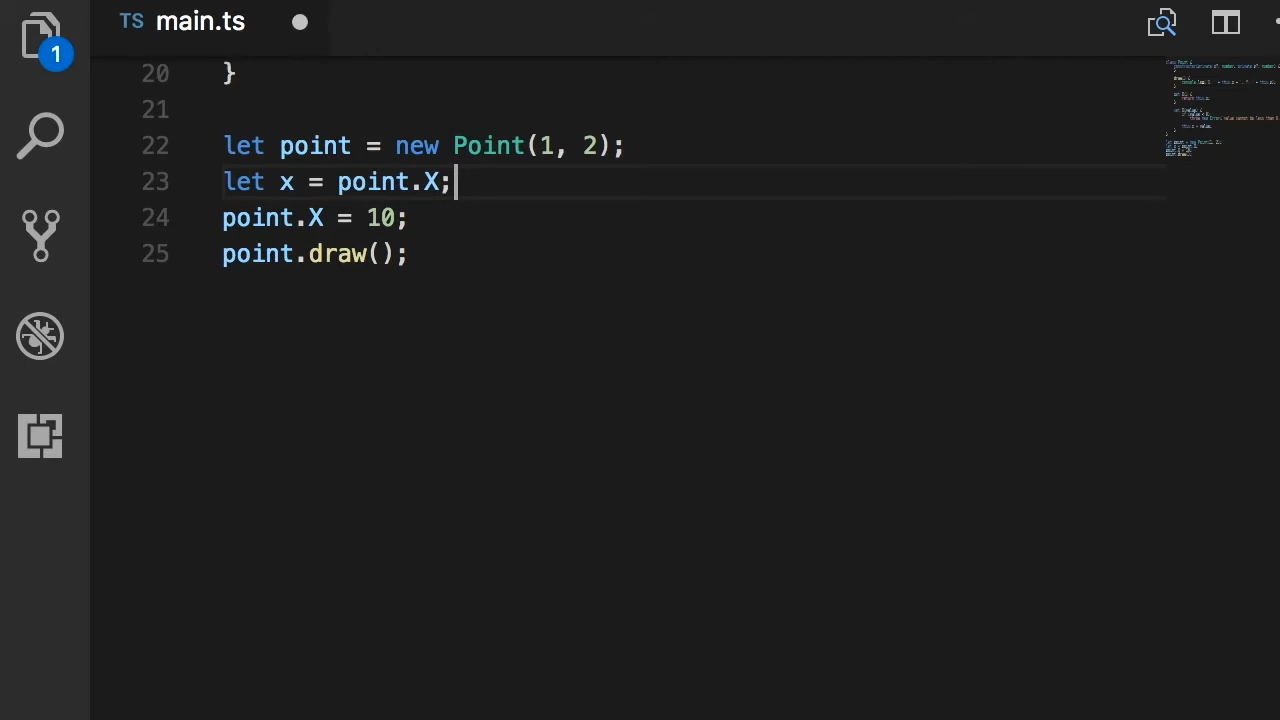 TS main.ts
1
20 }
21
22 let point = new Point(1, 2);
23 let x = point.X;
24 point.X = 10;
25 point.draw();